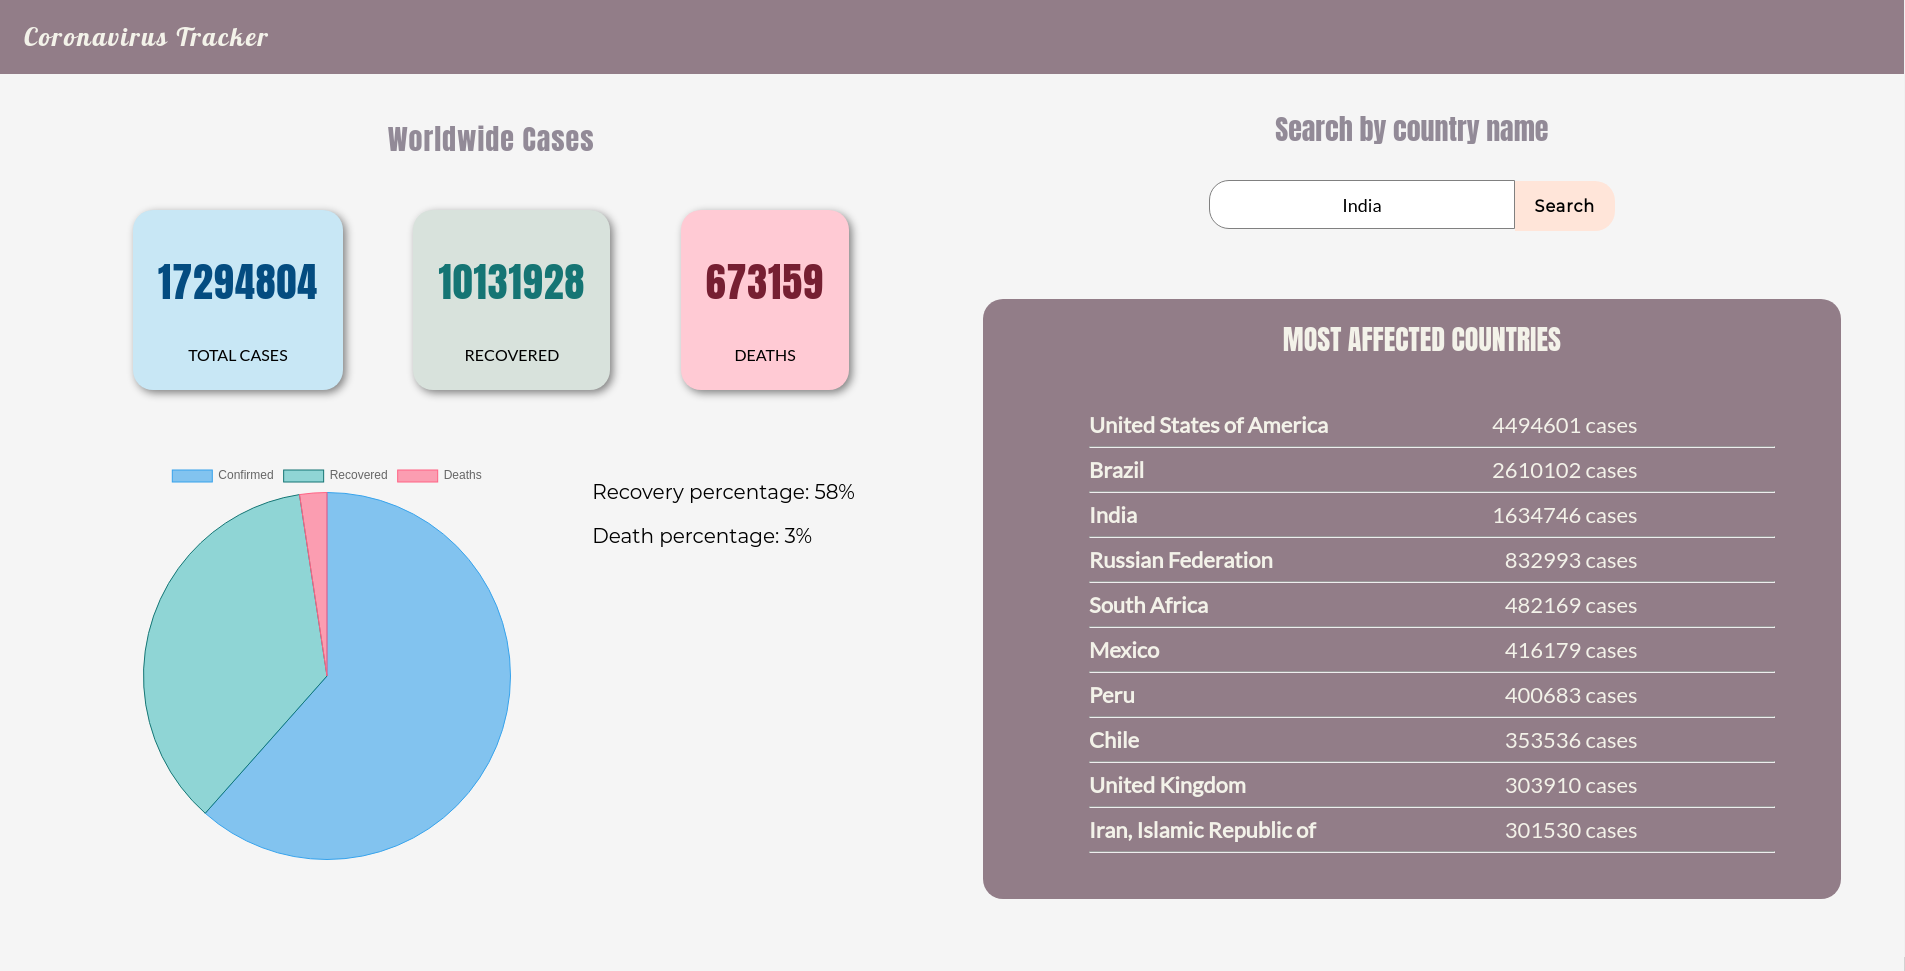 Coronavirus Tracker
Worldwide Cases
17294804
TOTAL CASES
10131928
RECOVERED
673159
DEATHS
Confirmed Recovered Deaths
Recovery percentage: 58%
Death percentage: 3%
Search by country name
India Search
MOST AFFECTED COUNTRIES
United States of America 4494601 cases
Brazil 2610102 cases
India 1634746 cases
Russian Federation 832993 cases
South Africa 482169 cases
Mexico 416179 cases
Peru 400683 cases
Chile 353536 cases
United Kingdom 303910 cases
Iran, Islamic Republic of 301530 cases